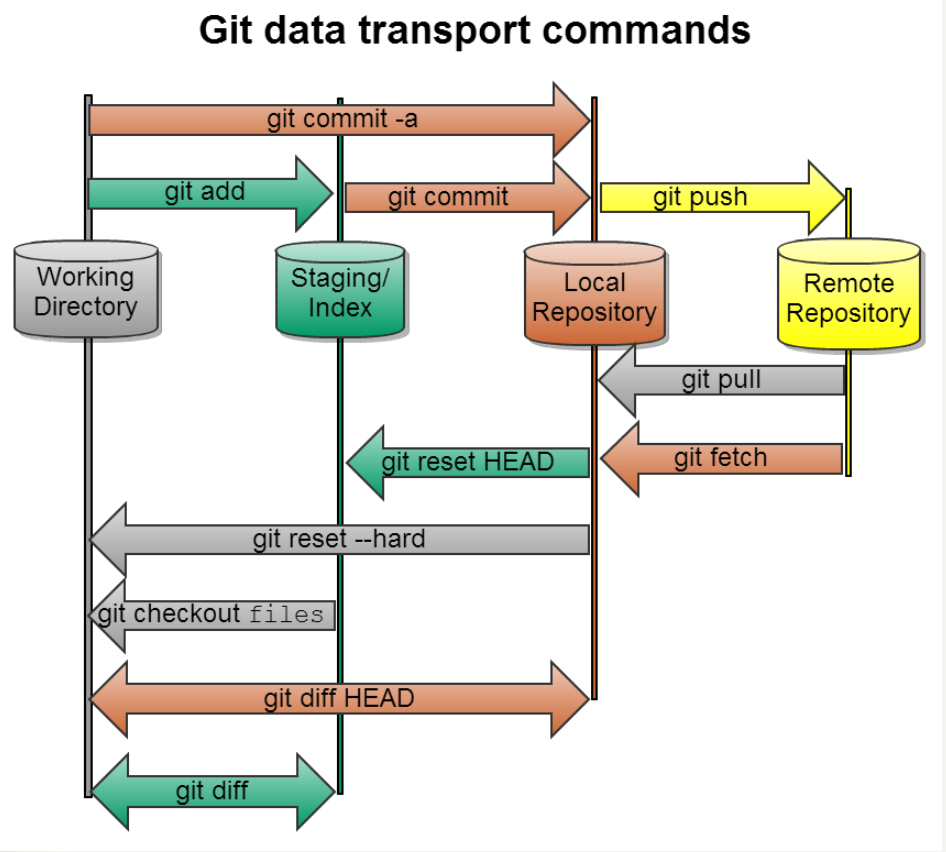 Git data transport commands
git commit -a
git add
git commit
git push
Working
Directory
Staging/
Index
Local
Repository
Remote
Repository
git pull
git reset HEAD
git fetch
git reset --hard
git checkout files
git diff HEAD
git diff